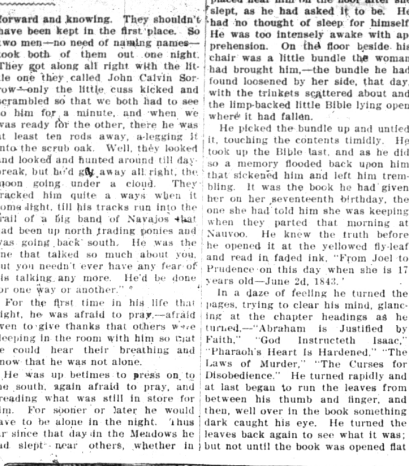 forward and knowing. They shouldn't
have been kept in the first place. So
two men—no need of naming names—
took both of them out one night.
They got along all right with the lit-
tle one they called John Calvin Sor-
row—only the little cuss kicked and
scrambled so that we both had to see
to him for a minute, and when we
was ready for the other, there he was
at least ten rods away, a-legging it
into the scrub oak. Well, they looked
and looked and hunted around till day-
break, but he'd got away all right, the
moon going under a cloud. They
tracked him quite a ways when it
come light, till his tracks run into the
trail of a big band of Navajos that
had been up north trading ponies and
was going back south. He was the
one that talked so much about you,
but you needn't ever have any fear of
his talking any more. He'd be done
for one way or another."
For the first time in his life that
night, he was afraid to pray,—afraid
even to give thanks that others were
sleeping in the room with him so that
he could hear their breathing and
know that he was not alone.
He was up betimes to press on to
the south, again afraid to pray, and
dreading what was still in store for
him. For sooner or later he would
have to be alone in the night. Thus
far since that day in the Meadows he
had slept near others, whether in
placed near him on the floor after she
slept, as he had asked it to be. He
had no thought of sleep for himself
He was too intensely awake with ap
prehension. On the floor beside his
chair was a little bundle the woman
had brought him,—the bundle he had
found loosened by her side, that day,
with the trinkets scattered about and
the limp-backed little Bible lying open
where it had fallen.
He picked the bundle up and untied
it, touching the contents timidly. He
took up the Bible last, and as he did
so a memory flooded back upon him
that sickened him and left him trem-
bling. It was the book he had given
her on her seventeenth birthday, the
one she had told him she was keeping
when they parted that morning at
Nauvoo. He knew the truth before
he opened it at the yellowed fly-leaf
and read in faded ink, "From Joel to
Prudence on this day when she is 17
years old—June 2d, 1843."
In a daze of feeling he turned the
pages, trying to clear his mind, glanc-
ing at the chapter headings as he
turned,—"Abraham is Justified by
Faith," "God Instructeth Isaac,"
"Pharaoh's Heart is Hardened," "The
Laws of Murder," "The Curses for
Disobedience." He turned rapidly and
at last began to run the leaves from
between his thumb and finger, and
then, well over in the book something
dark caught his eye. He turned the
leaves back again to see what it was;
but not until the book was opened flat